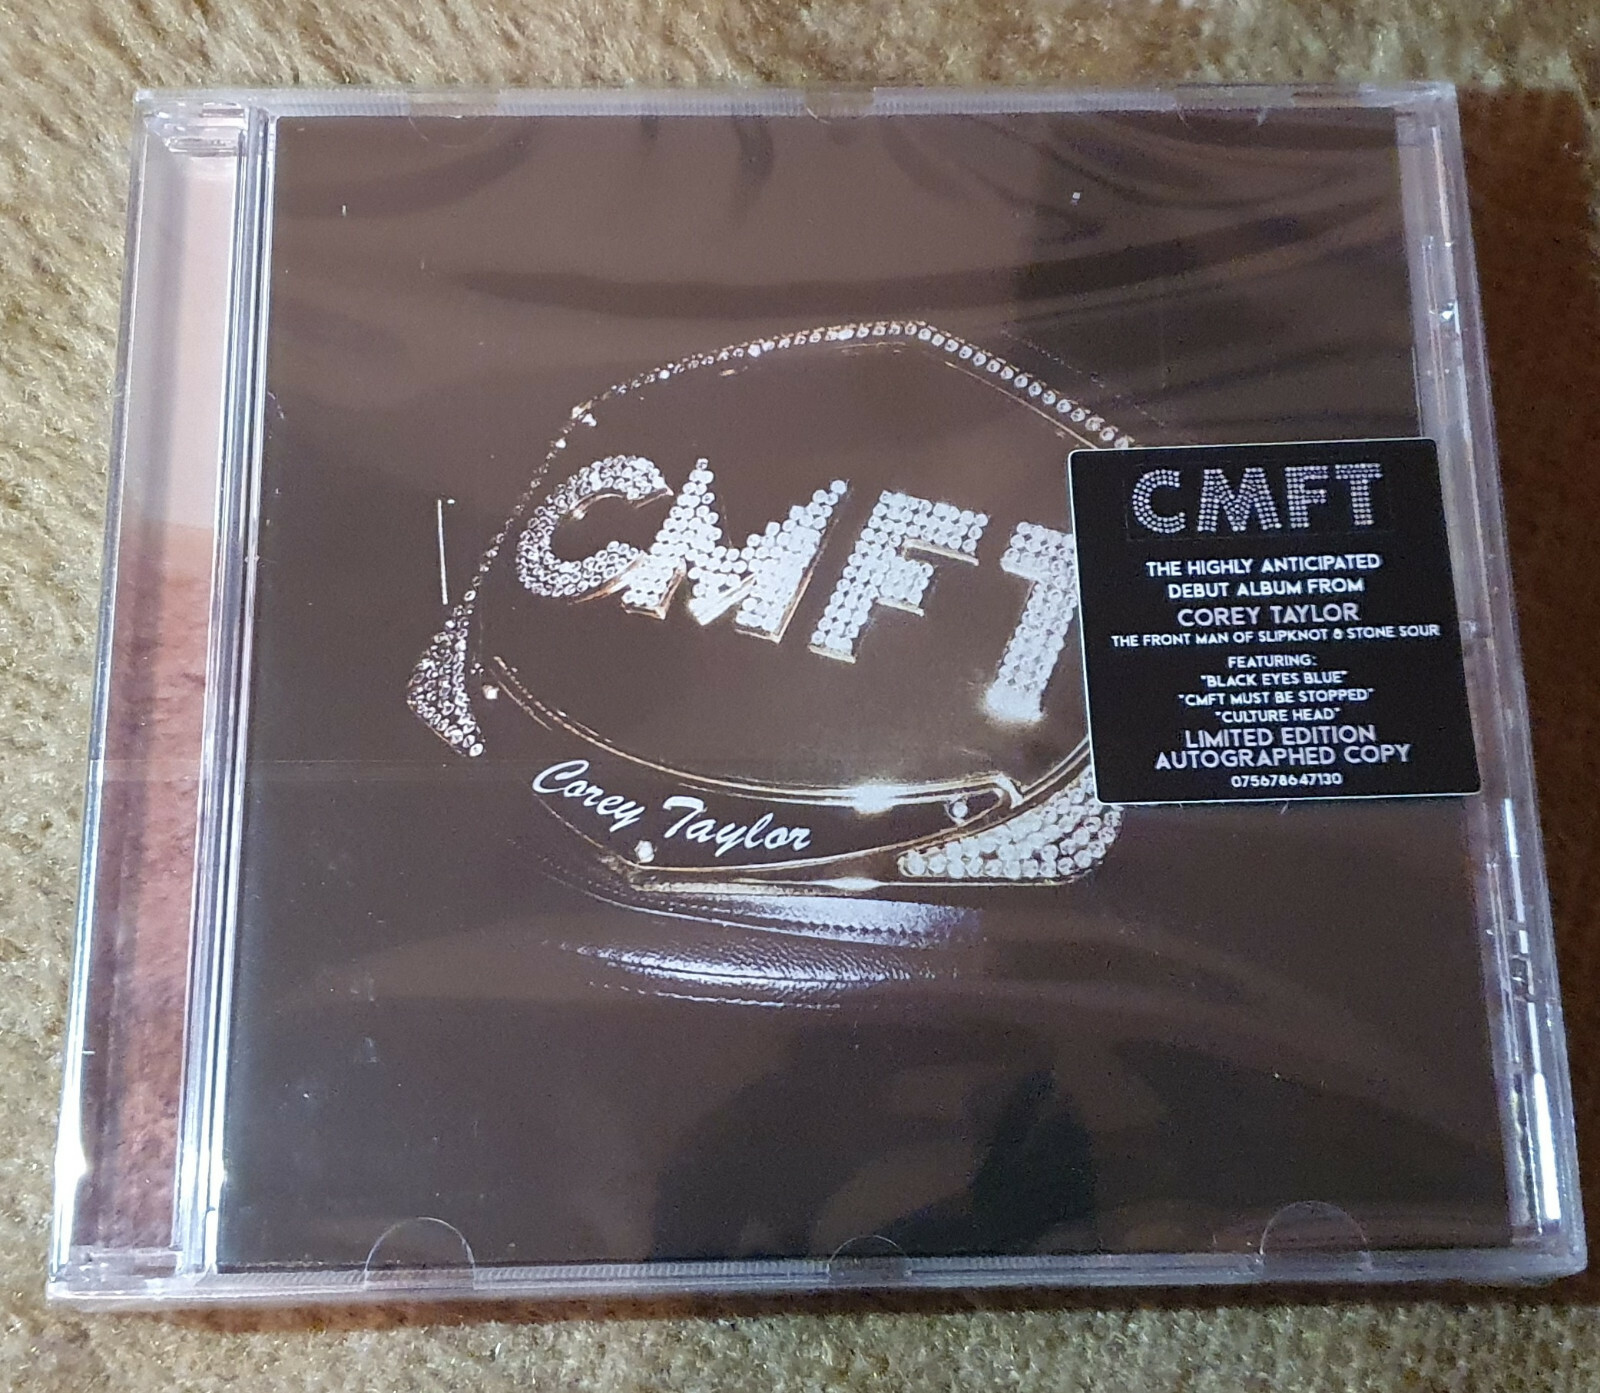 CMFT
Corey Taylor
CMFT
THE HIGHLY ANTICIPATED
DEBUT ALBUM FROM
COREY TAYLOR
THE FRONT MAN OF SLIPKNOT & STONE SOUR
FEATURING:
"BLACK EYES BLUE"
"CMFT MUST BE STOPPED"
"CULTURE HEAD"
LIMITED EDITION
AUTOGRAPHED COPY
075678647130